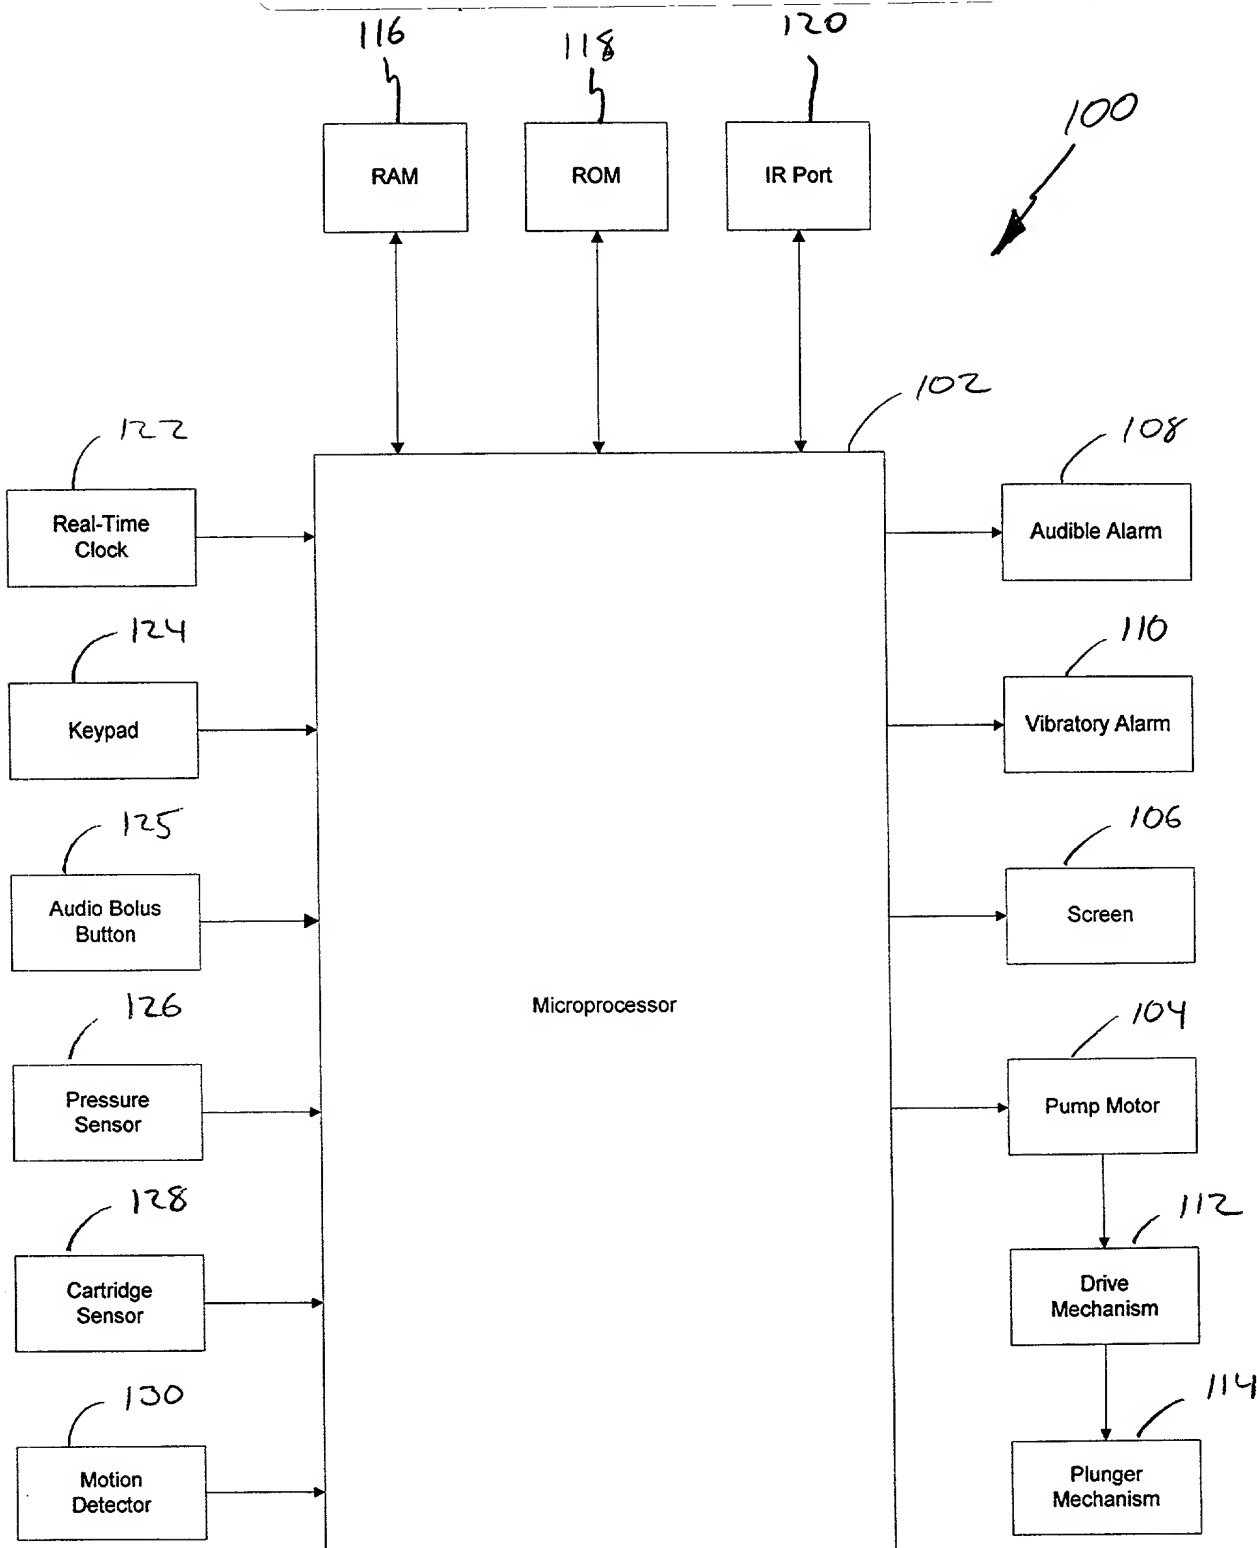 116
118
120
100
RAM
ROM
IR Port
102
122
108
Real-Time
Clock
Audible Alarm
124
110
Keypad
Vibratory Alarm
125
106
Audio Bolus
Button
Screen
Microprocessor
126
104
Pressure
Sensor
Pump Motor
128
112
Cartridge
Sensor
Drive
Mechanism
130
114
Motion
Detector
Plunger
Mechanism